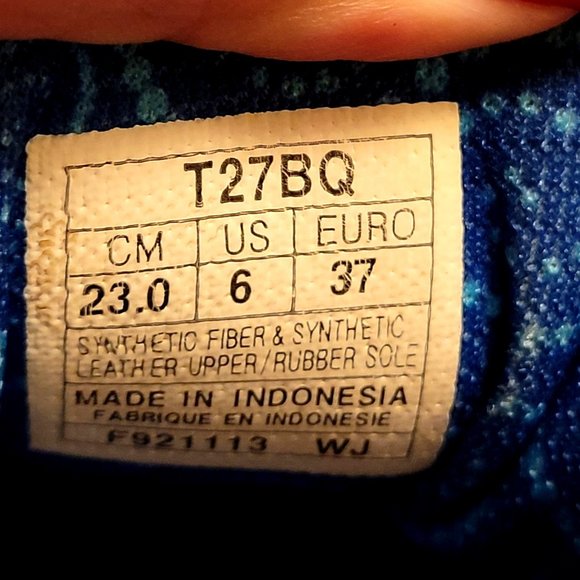 T27BQ
CM US EURO
23.0 6 37
SYNTHETIC FIBER & SYNTHETIC
LEATHER UPPER/RUBBER SOLE
MADE IN INDONESIA
FABRIQUE EN INDONESIE
F921113 WJ